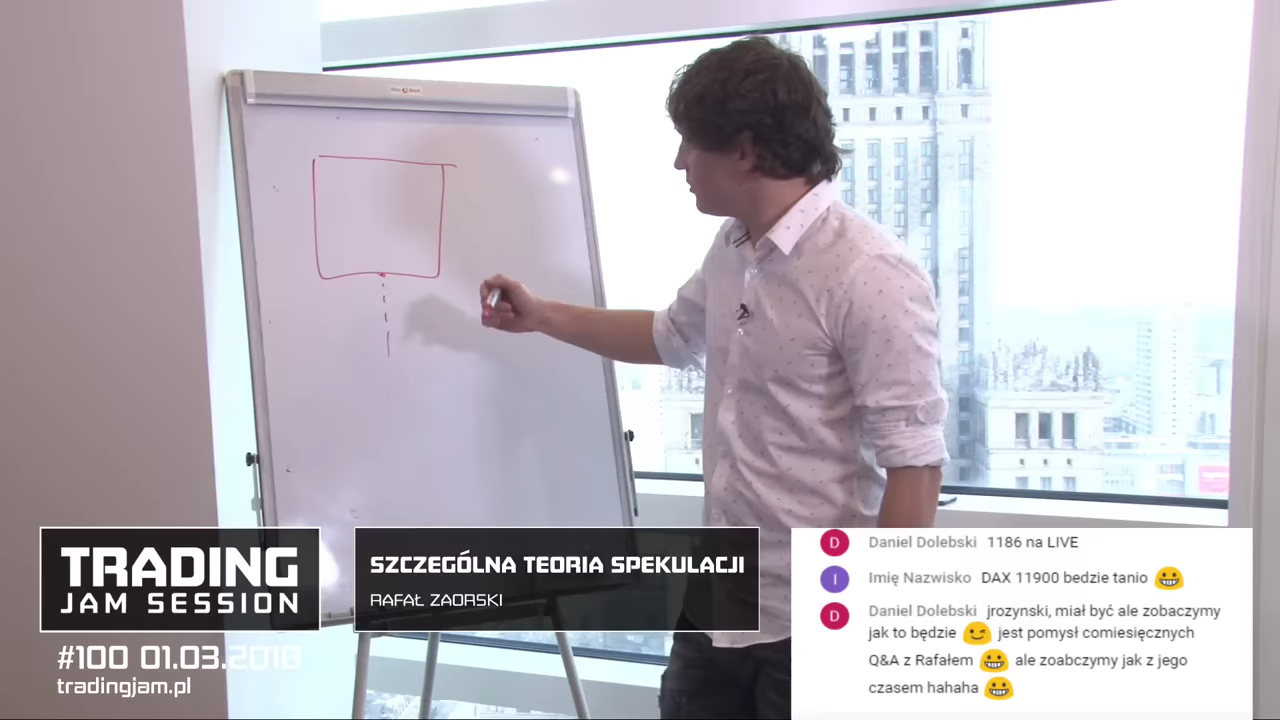 TRADING
JAM SESSION
#100 01.03.2018
tradingjam.pl
SZCZEGÓLNA TEORIA SPEKULACJI
RAFAŁ ZAORSKI
D Daniel Dolebski 1186 na LIVE
I Imię Nazwisko DAX 11900 bedzie tanio 😀
D Daniel Dolebski jrozynski, miał być ale zobaczymy
jak to będzie 😉 jest pomysł comiesięcznych
Q&A z Rafałem 😀 ale zoabczymy jak z jego
czasem hahaha 😀